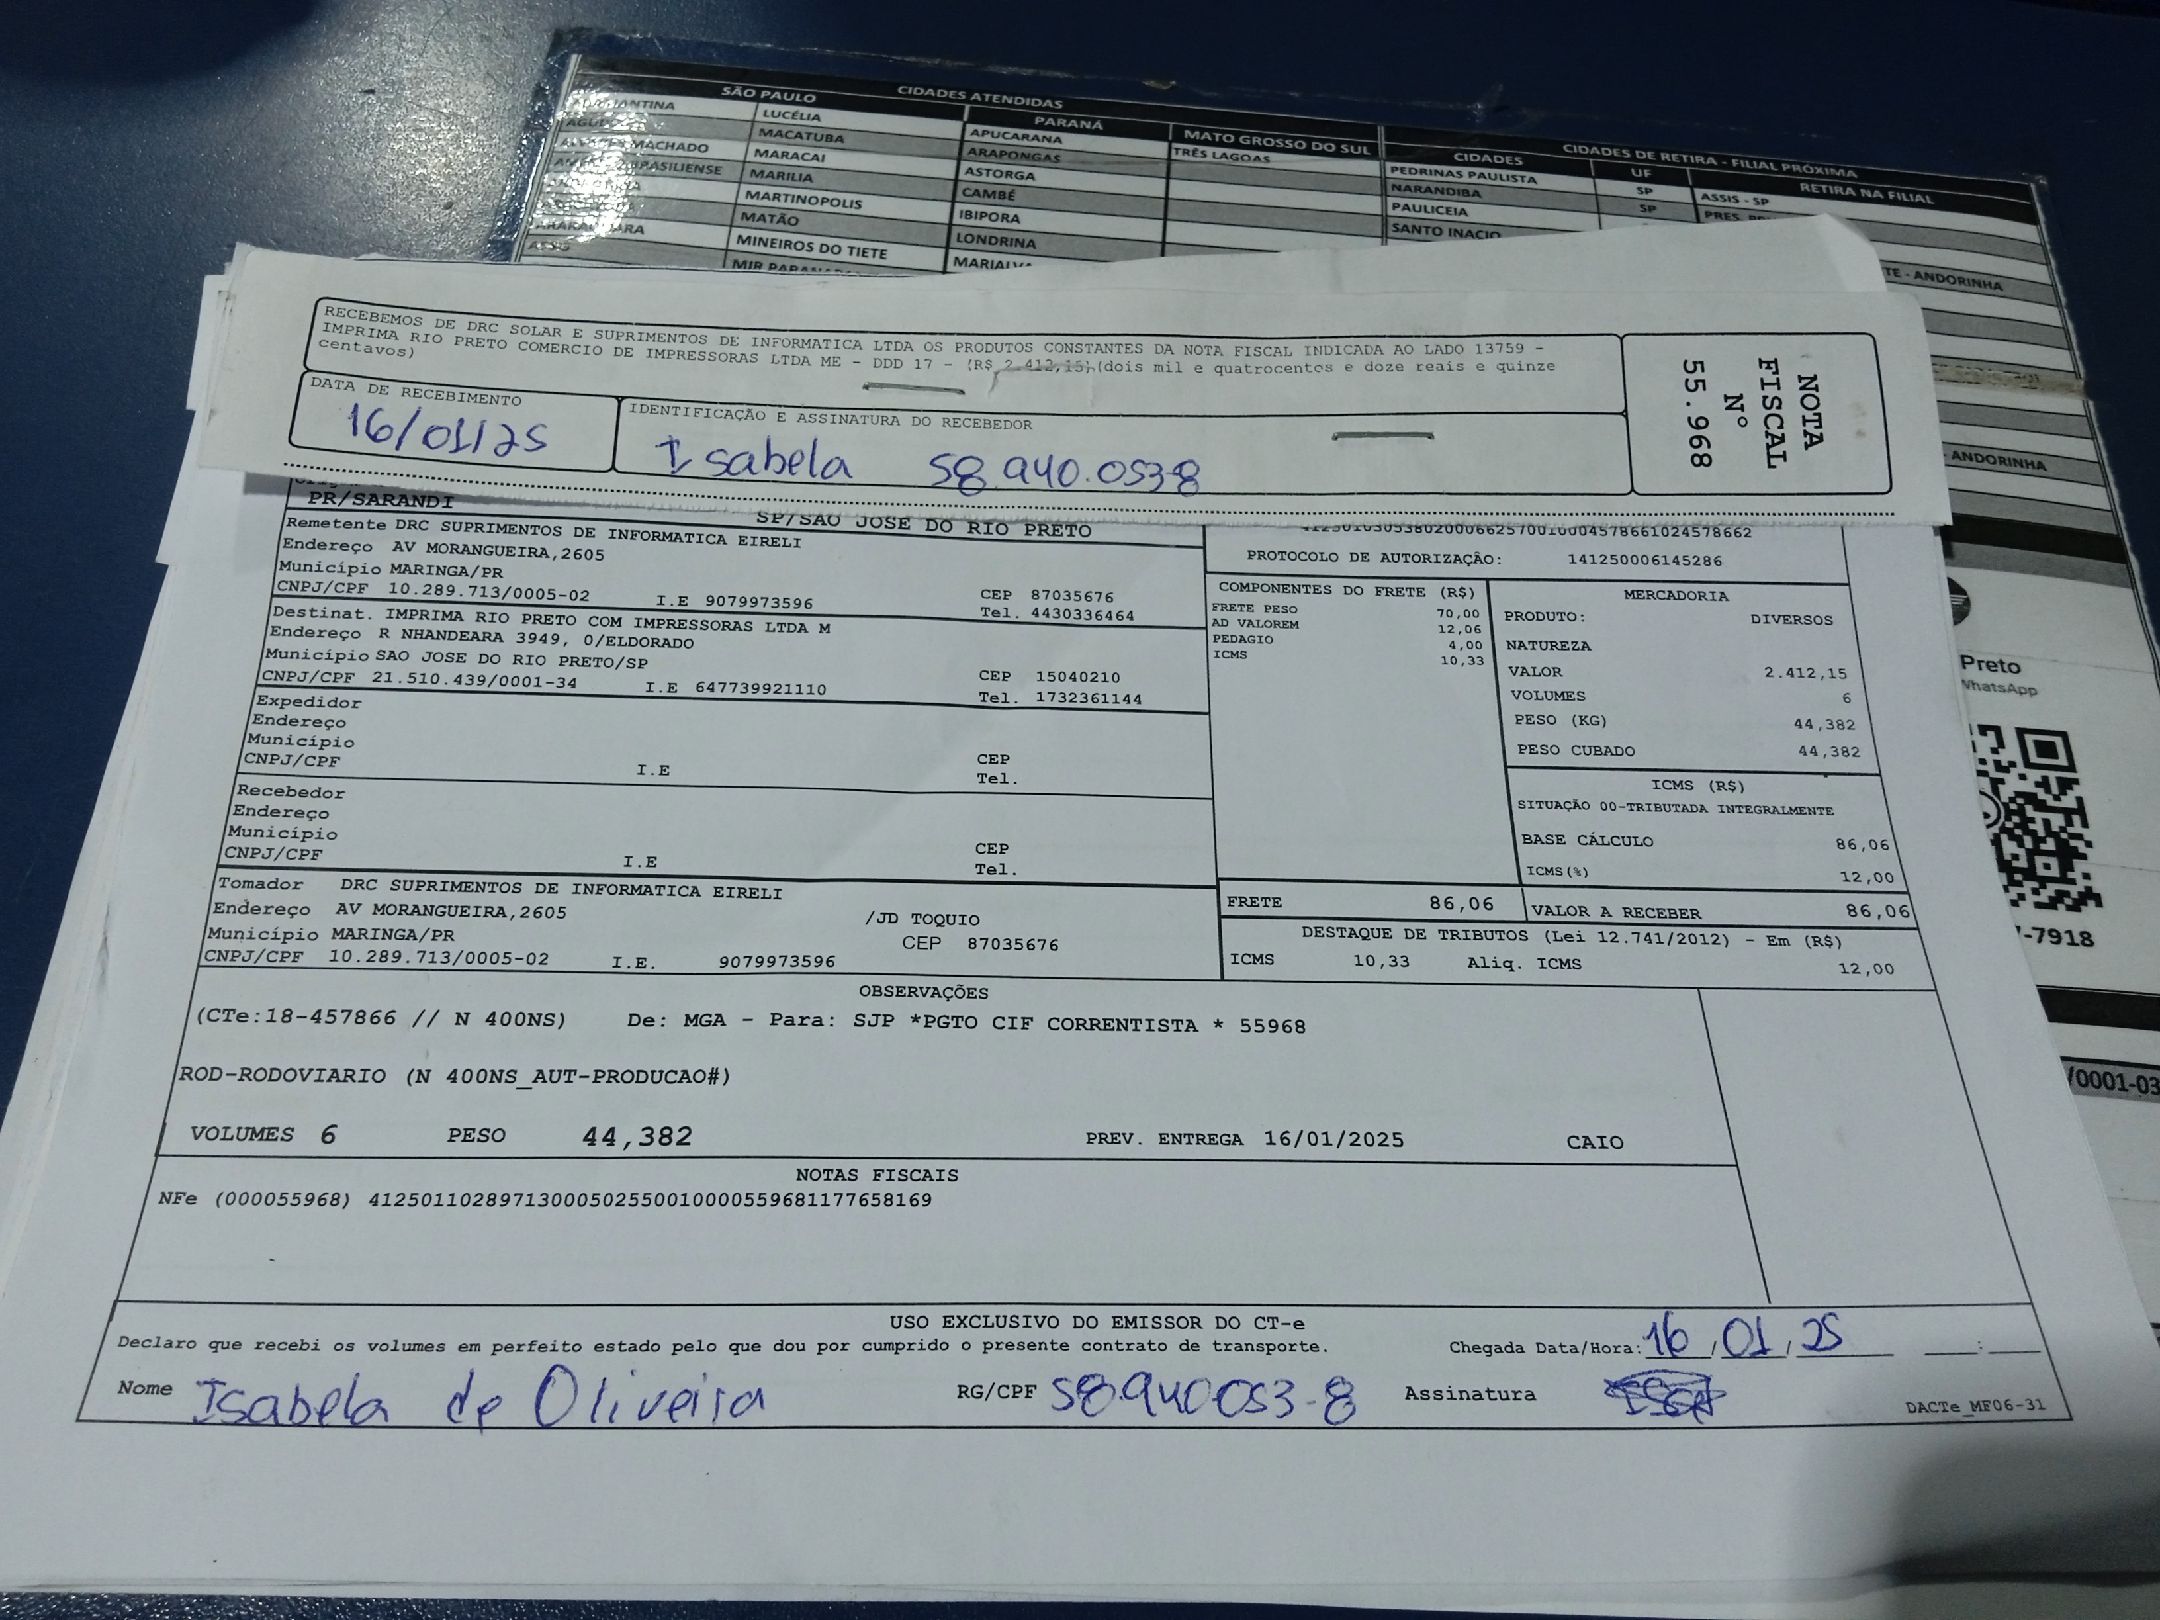 CIDADES ATENDIDAS
SÃO PAULO
PARANÁ
MATO GROSSO DO SUL
LUCÉLIA
MACATUBA
MACHADO
MARACAI
MARILIA
MARTINOPOLIS
MATÃO
MINEIROS DO TIETE
ASSIS
APUCARANA
ARAPONGAS
ASTORGA
CAMBÉ
IBIPORA
LONDRINA
TRÊS LAGOAS
CIDADES DE RETIRA - FILIAL PRÓXIMA
CIDADES UF RETIRA NA FILIAL
PEDRINAS PAULISTA SP ASSIS - SP
NARANDIBA SP
PAULICEIA
SANTO INACIO
TE - ANDORINHA
- ANDORINHA
RECEBEMOS DE DRC SOLAR E SUPRIMENTOS DE INFORMATICA LTDA OS PRODUTOS CONSTANTES DA NOTA FISCAL INDICADA AO LADO 13759 -
IMPRIMA RIO PRETO COMERCIO DE IMPRESSORAS LTDA ME - DDD 17 - (R$ 2.412,15)(dois mil e quatrocentos e doze reais e quinze
centavos)
DATA DE RECEBIMENTO
16/01/25
IDENTIFICAÇÃO E ASSINATURA DO RECEBEDOR
Isabela 58.940.053-8
NOTA
FISCAL
Nº
55.968
PR/SARANDI
SP/SAO JOSE DO RIO PRETO
Remetente DRC SUPRIMENTOS DE INFORMATICA EIRELI
Endereço AV MORANGUEIRA,2605
Município MARINGA/PR CEP 87035676
CNPJ/CPF 10.289.713/0005-02 I.E 9079973596 Tel. 4430336464
Destinat. IMPRIMA RIO PRETO COM IMPRESSORAS LTDA M
Endereço R NHANDEARA 3949, 0/ELDORADO
Município SAO JOSE DO RIO PRETO/SP CEP 15040210
CNPJ/CPF 21.510.439/0001-34 I.E 647739921110 Tel. 1732361144
Expedidor
Endereço
Município CEP
CNPJ/CPF I.E Tel.
Recebedor
Endereço
Município CEP
CNPJ/CPF I.E Tel.
Tomador DRC SUPRIMENTOS DE INFORMATICA EIRELI
Endereço AV MORANGUEIRA,2605 /JD TOQUIO
Município MARINGA/PR CEP 87035676
CNPJ/CPF 10.289.713/0005-02 I.E. 9079973596
PROTOCOLO DE AUTORIZAÇÃO: 141250006145286
COMPONENTES DO FRETE (R$)
FRETE PESO 70,00
AD VALOREM 12,06
PEDAGIO 4,00
ICMS 10,33
MERCADORIA
PRODUTO: DIVERSOS
NATUREZA
VALOR 2.412,15
VOLUMES 6
PESO (KG) 44,382
PESO CUBADO 44,382
ICMS (R$)
SITUAÇÃO 00-TRIBUTADA INTEGRALMENTE
BASE CÁLCULO 86,06
ICMS(%) 12,00
FRETE 86,06 VALOR A RECEBER 86,06
DESTAQUE DE TRIBUTOS (Lei 12.741/2012) - Em (R$)
ICMS 10,33 Aliq. ICMS 12,00
OBSERVAÇÕES
(CTe:18-457866 // N 400NS) De: MGA - Para: SJP *PGTO CIF CORRENTISTA * 55968
ROD-RODOVIARIO (N 400NS_AUT-PRODUCAO#)
VOLUMES 6 PESO 44,382 PREV. ENTREGA 16/01/2025 CAIO
NOTAS FISCAIS
NFe (000055968) 41250110289713000502550010000559681177658169
USO EXCLUSIVO DO EMISSOR DO CT-e
Declaro que recebi os volumes em perfeito estado pelo que dou por cumprido o presente contrato de transporte. Chegada Data/Hora: 16/01/25 :
Nome Isabela de Oliveira RG/CPF 58.940.053-8 Assinatura
DACTe_MF06-31
Preto
WhatsApp
-7918
/0001-03